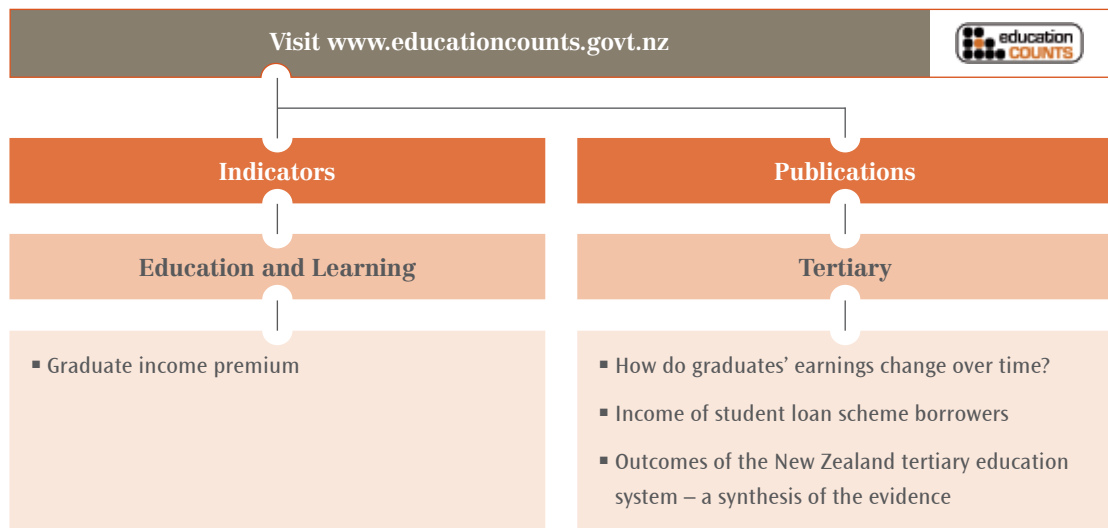 Visit www.educationcounts.govt.nz
education
COUNTS
Indicators
Publications
Education and Learning
Tertiary
▪ Graduate income premium
▪ How do graduates’ earnings change over time?
▪ Income of student loan scheme borrowers
▪ Outcomes of the New Zealand tertiary education
system – a synthesis of the evidence